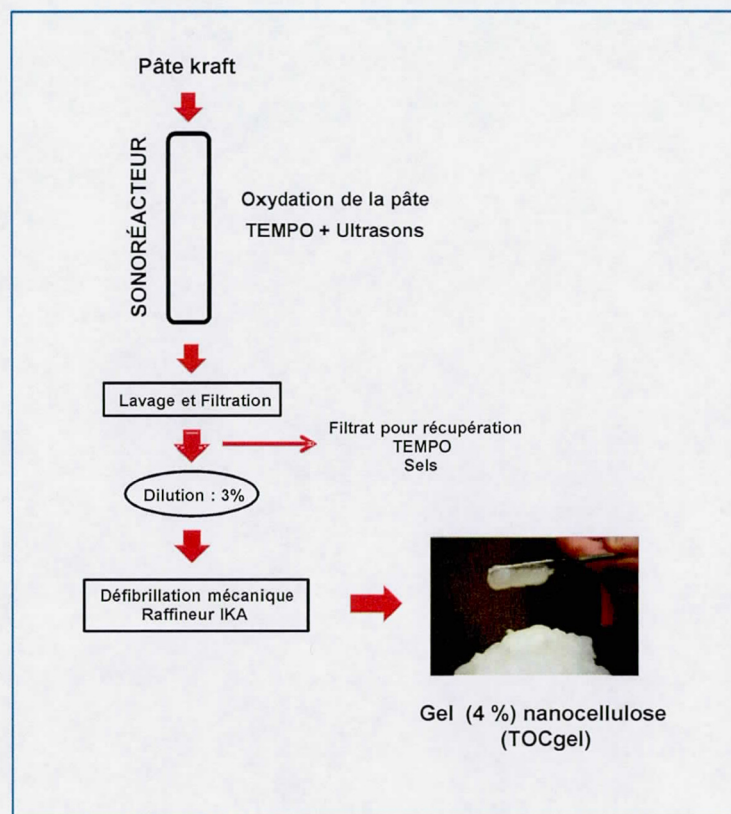 Pâte kraft
SONORÉACTEUR
Oxydation de la pâte
TEMPO + Ultrasons
Lavage et Filtration
Filtrat pour récupération
TEMPO
Sels
Dilution : 3%
Défibrillation mécanique
Raffineur IKA
Gel (4 %) nanocellulose
(TOCgel)